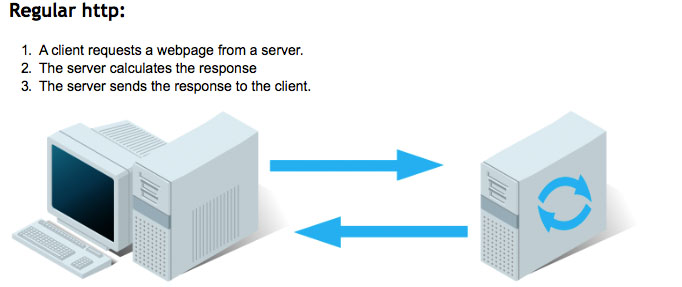 Regular http:
1. A client requests a webpage from a server.
2. The server calculates the response
3. The server sends the response to the client.